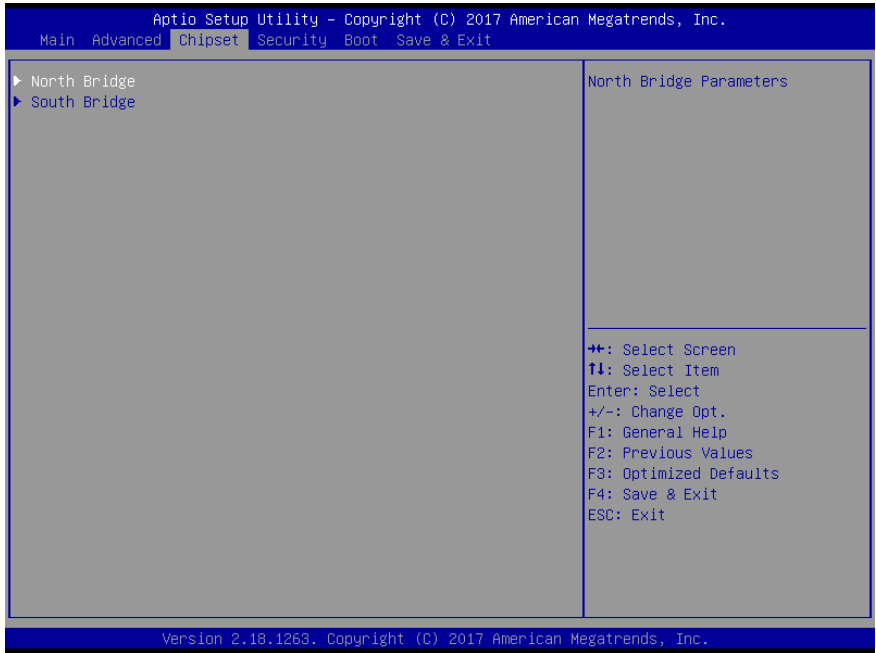 Aptio Setup Utility – Copyright (C) 2017 American Megatrends, Inc.
Main Advanced Chipset Security Boot Save & Exit
▶ North Bridge
▶ South Bridge
North Bridge Parameters
→←: Select Screen
↑↓: Select Item
Enter: Select
+/-: Change Opt.
F1: General Help
F2: Previous Values
F3: Optimized Defaults
F4: Save & Exit
ESC: Exit
Version 2.18.1263. Copyright (C) 2017 American Megatrends, Inc.